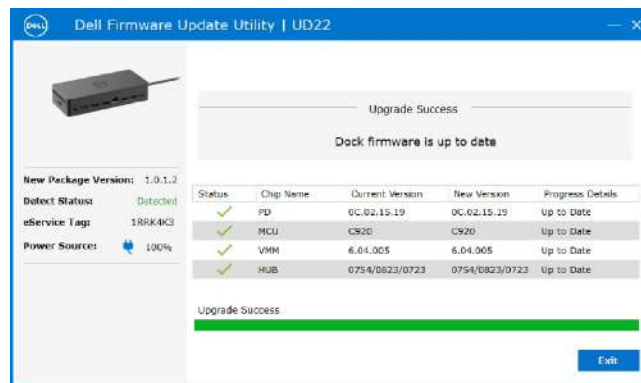 DELL Dell Firmware Update Utility | UD22
Upgrade Success
Dock firmware is up to date
New Package Version: 1.0.1.2
Detect Status: Detected
eService Tag: 1RRK4K3
Power Source: 100%
Status Chip Name Current Version New Version Progress Details
PD 0C.02.15.19 0C.02.15.19 Up to Date
MCU C920 C920 Up to Date
VMM 6.04.005 6.04.005 Up to Date
HUB 0754/0823/0723 0754/0823/0723 Up to Date
Upgrade Success
Exit